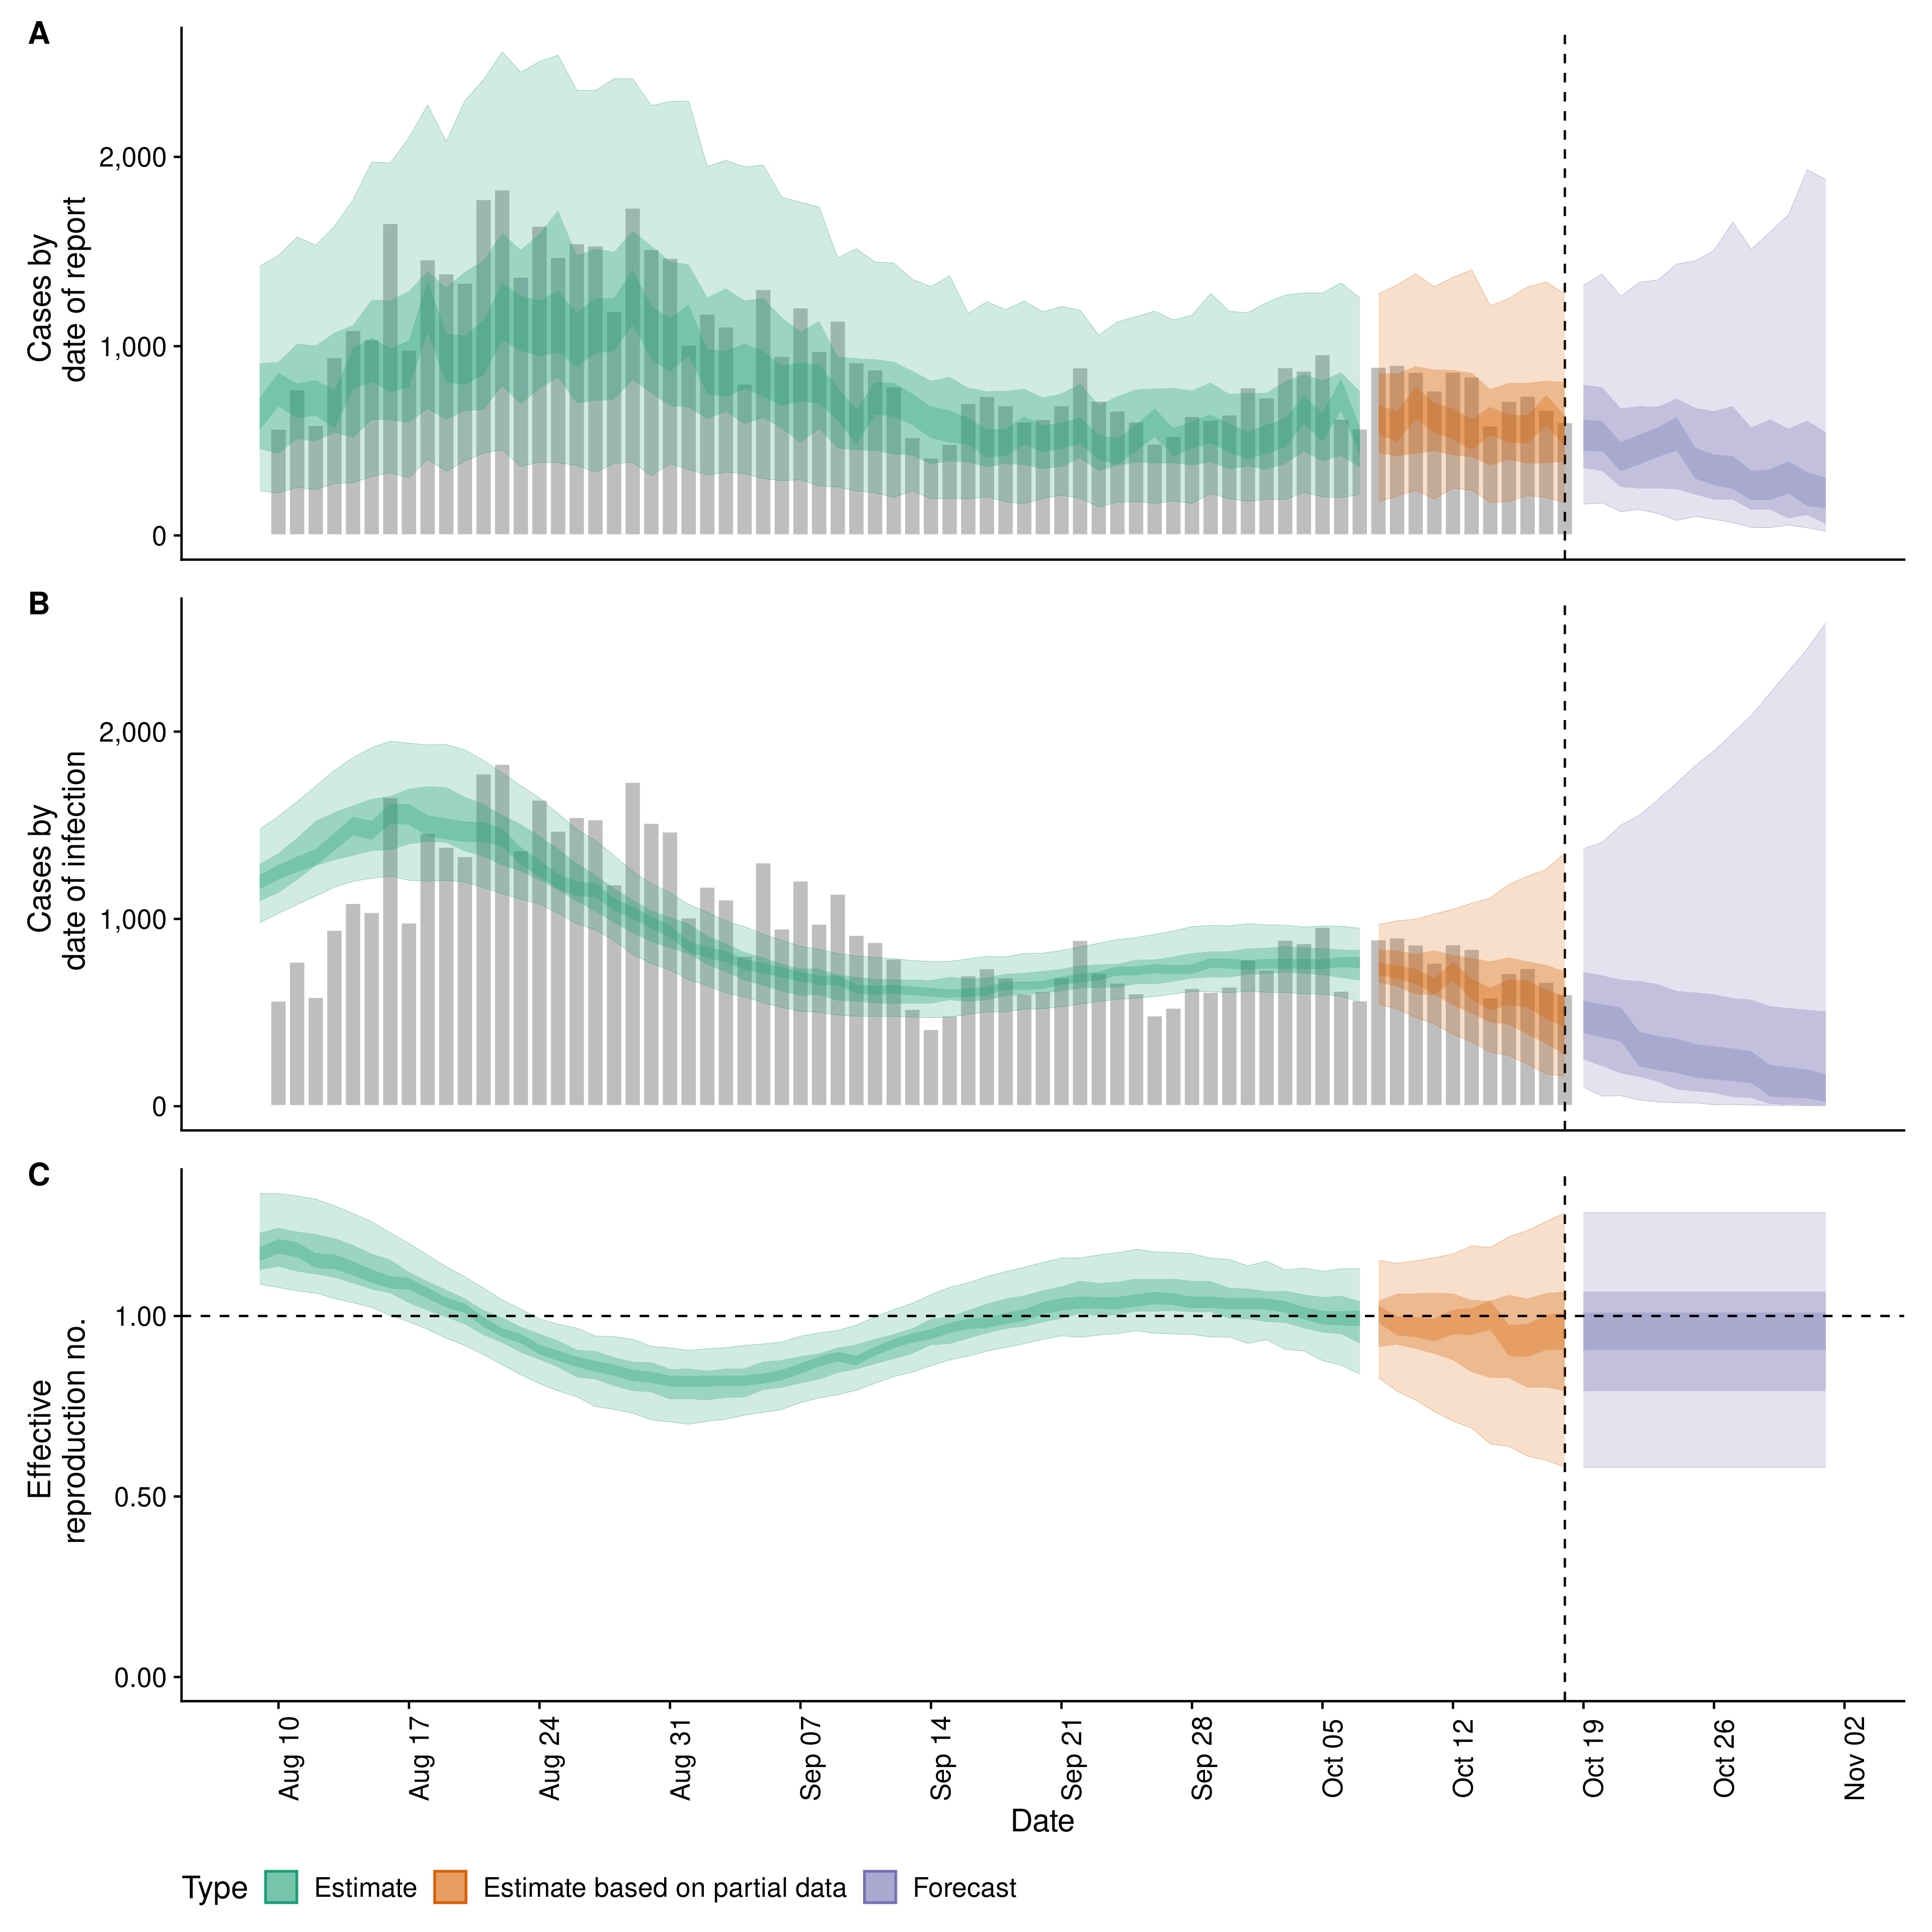 A
Cases by
date of report
2,000
1,000
0
B
Cases by
date of infection
2,000
1,000
0
C
Effective
reproduction no.
1.00
0.50
0.00
Aug 10
Aug 17
Aug 24
Aug 31
Sep 07
Sep 14
Sep 21
Sep 28
Oct 05
Oct 12
Oct 19
Oct 26
Nov 02
Date
Type Estimate Estimate based on partial data Forecast